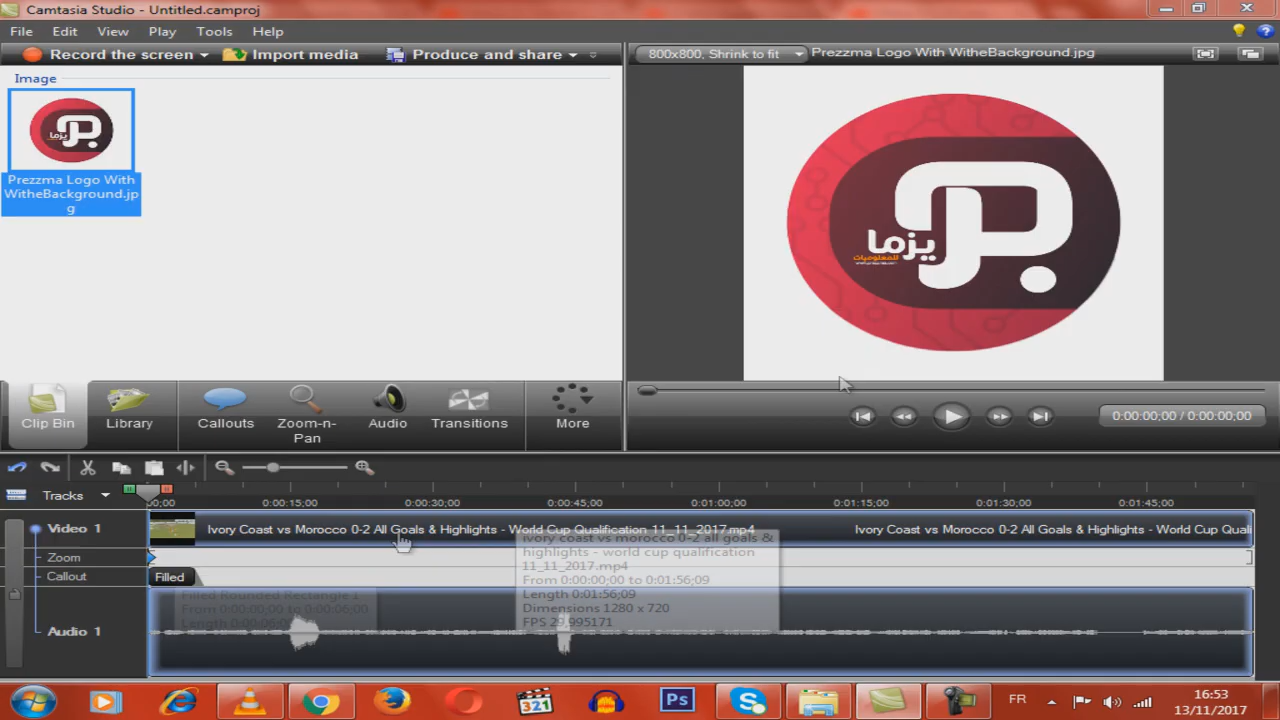 Camtasia Studio - Untitled.camproj
File Edit View Play Tools Help
Record the screen Import media Produce and share
800x800, Shrink to fit
Prezzma Logo With WitheBackground.jpg
Image
يزما
Prezzma Logo With
WitheBackground.jp
g
يزما
للمعلوميات
Clip Bin
Library
Callouts
Zoom-n-
Pan
Audio
Transitions
More
0:00:00;00 / 0:00:00;00
Tracks
00;00 0:00:15;00 0:00:30;00 0:00:45;00 0:01:00;00 0:01:15;00 0:01:30;00 0:01:45;00
Video 1
Ivory Coast vs Morocco 0-2 All Goals & Highlights - World Cup Qualification 11_11_2017.mp4
Ivory Coast vs Morocco 0-2 All Goals & Highlights - World Cup Quali
ivory coast vs morocco 0-2 all goals &
highlights - world cup qualification
11_11_2017.mp4
From 0:00:00;00 to 0:01:56;09
Length 0:01:56;09
Dimensions 1280 x 720
FPS 29.995171
Zoom
Callout
Filled
Filled Rounded Rectangle 1
From 0:00:00;00 to 0:00:06;00
Audio 1
321
Ps
FR
16:53
13/11/2017